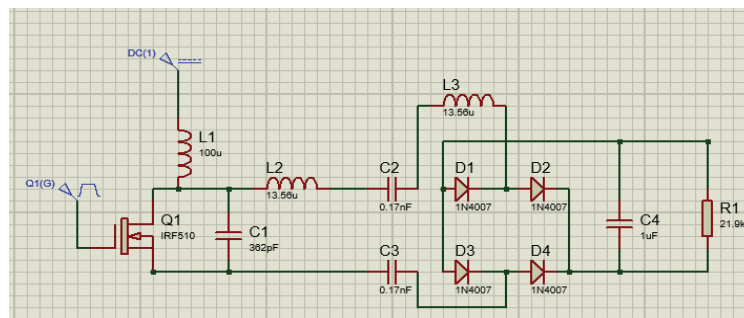 DC(1)
L3
13.56u
L1
100u
Q1(G)
L2
13.56u
C2
0.17nF
D1
1N4007
D2
1N4007
Q1
IRF510
C1
362pF
C4
1uF
R1
21.9k
C3
0.17nF
D3
1N4007
D4
1N4007